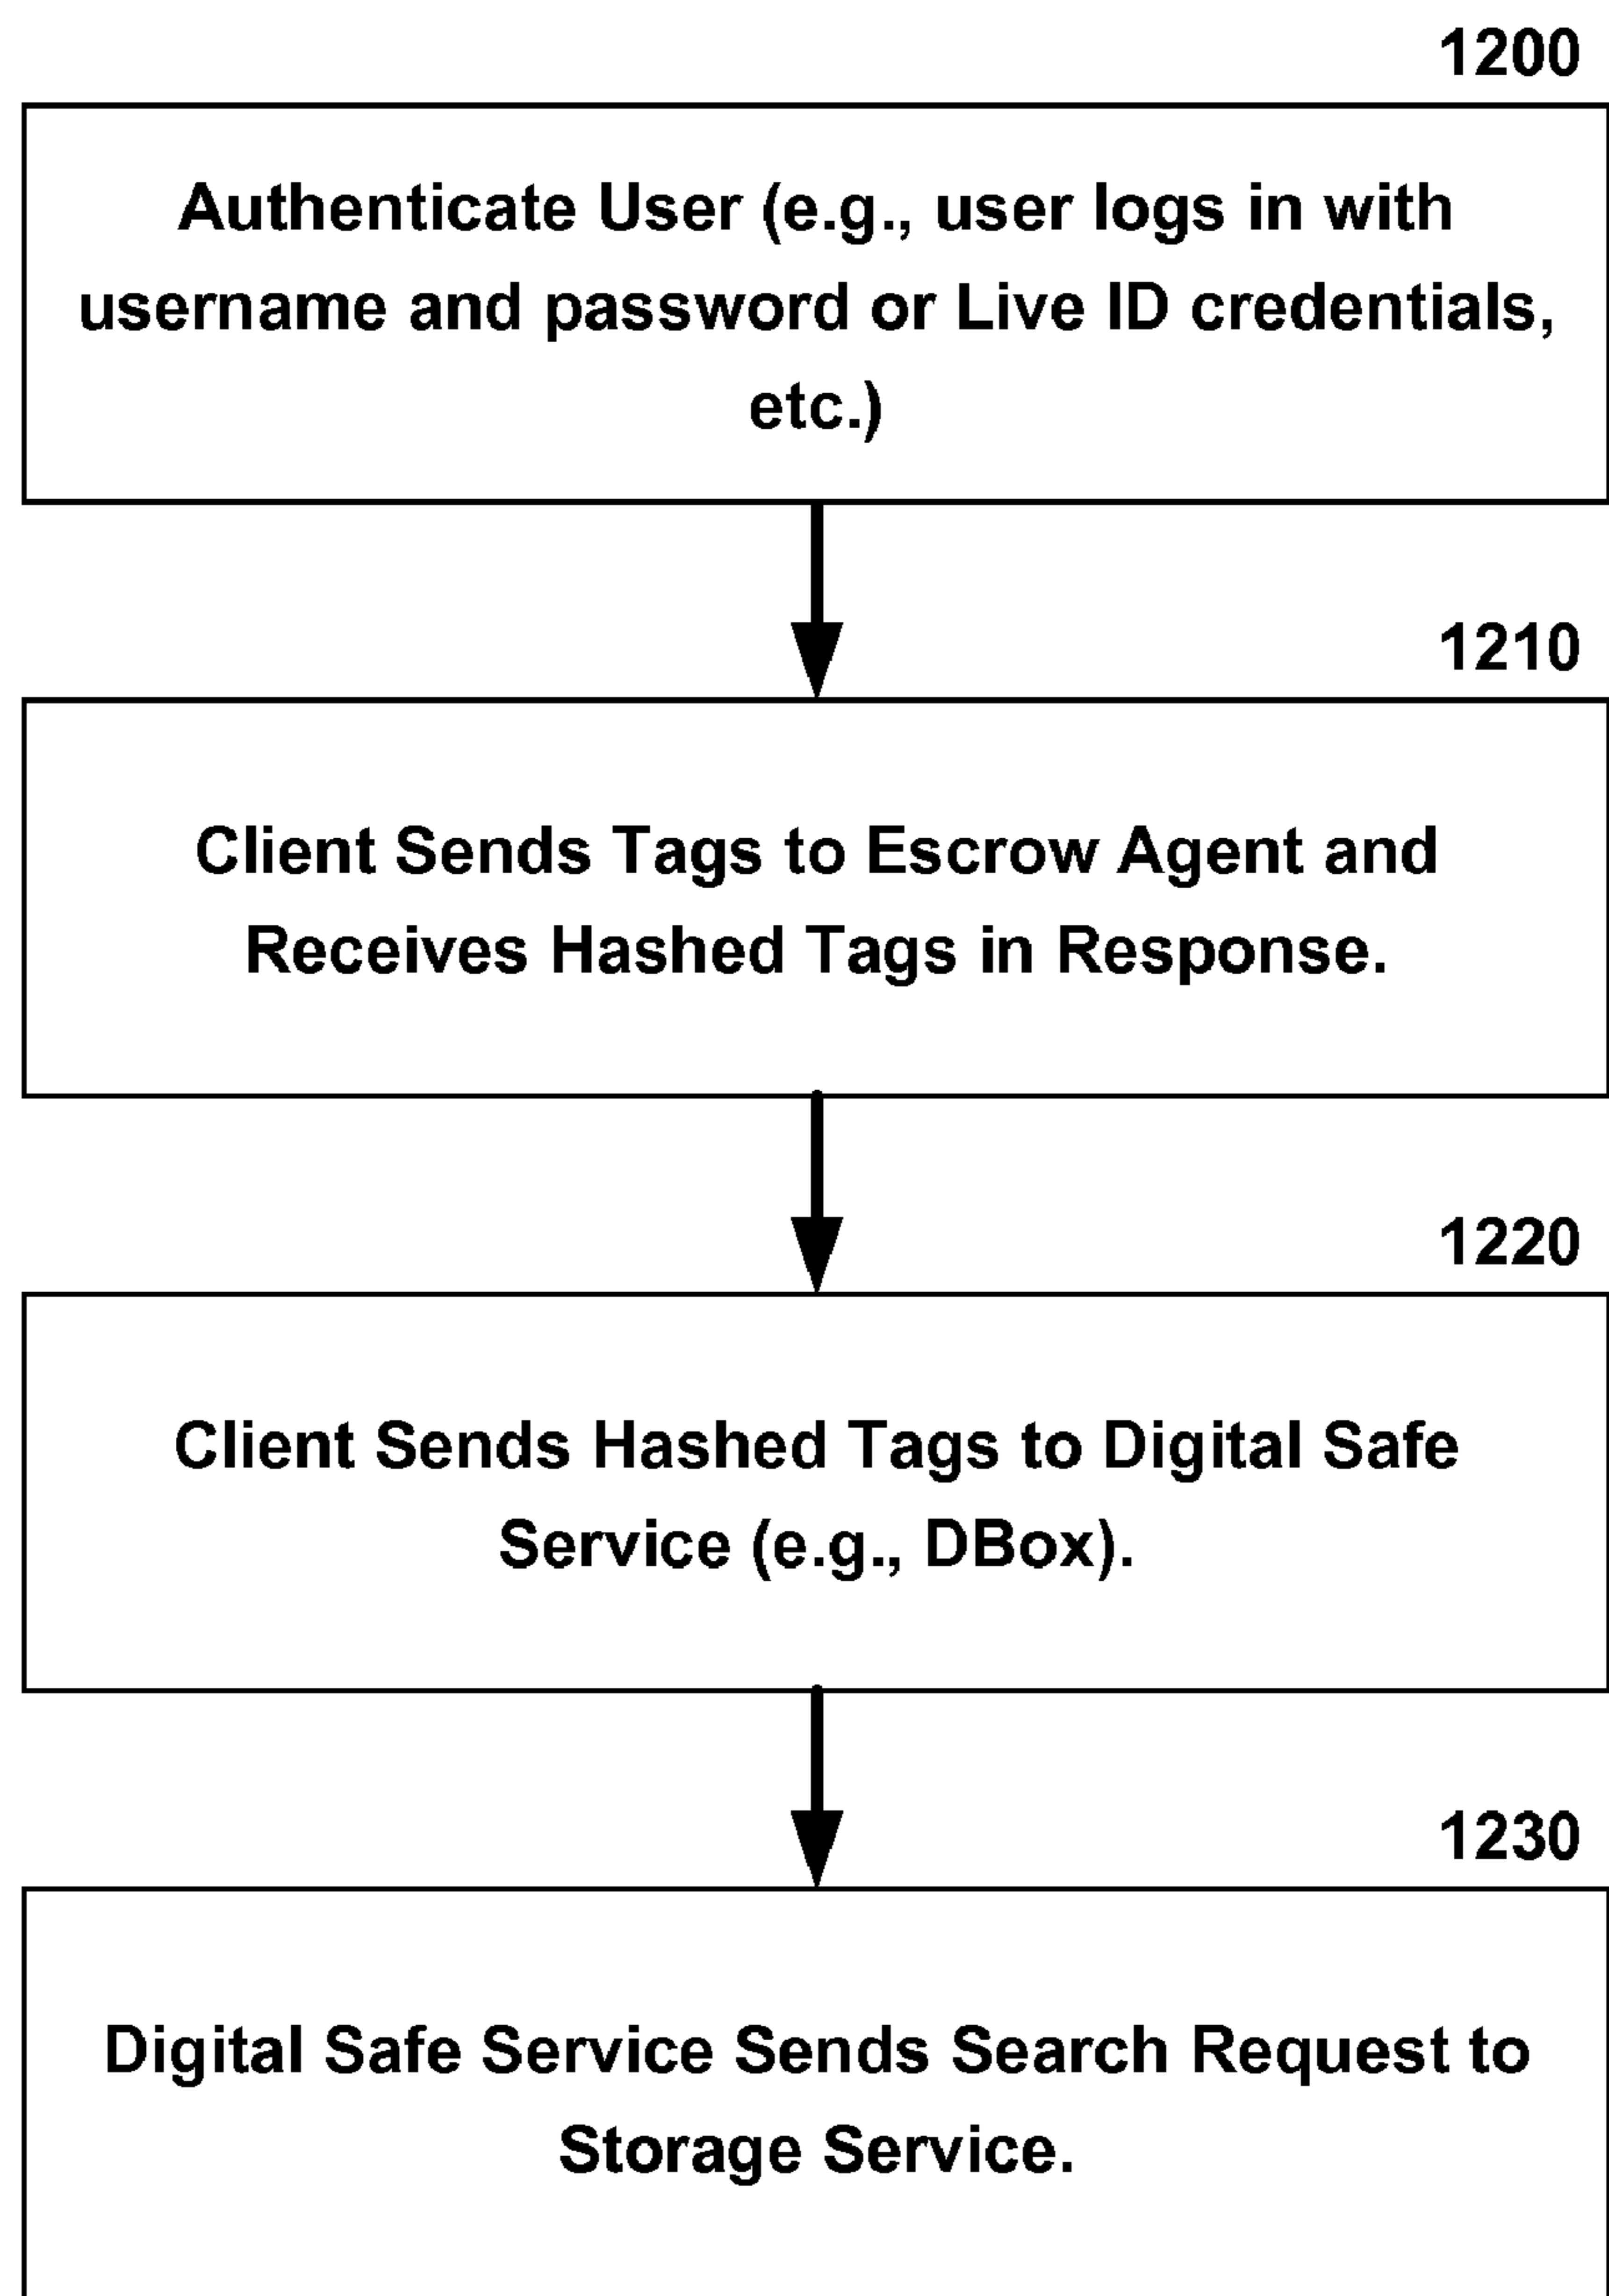 1200
Authenticate User (e.g., user logs in with
username and password or Live ID credentials,
etc.)
1210
Client Sends Tags to Escrow Agent and
Receives Hashed Tags in Response.
1220
Client Sends Hashed Tags to Digital Safe
Service (e.g., DBox).
1230
Digital Safe Service Sends Search Request to
Storage Service.